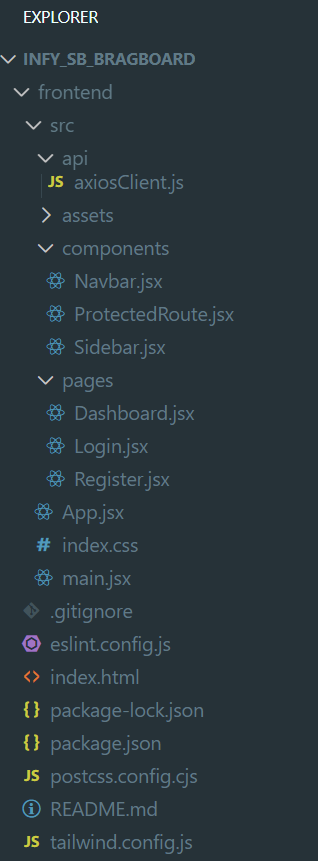 EXPLORER
INFY_SB_BRAGBOARD
frontend
src
api
JS axiosClient.js
assets
components
Navbar.jsx
ProtectedRoute.jsx
Sidebar.jsx
pages
Dashboard.jsx
Login.jsx
Register.jsx
App.jsx
# index.css
main.jsx
.gitignore
eslint.config.js
<> index.html
{} package-lock.json
{} package.json
JS postcss.config.cjs
README.md
JS tailwind.config.js